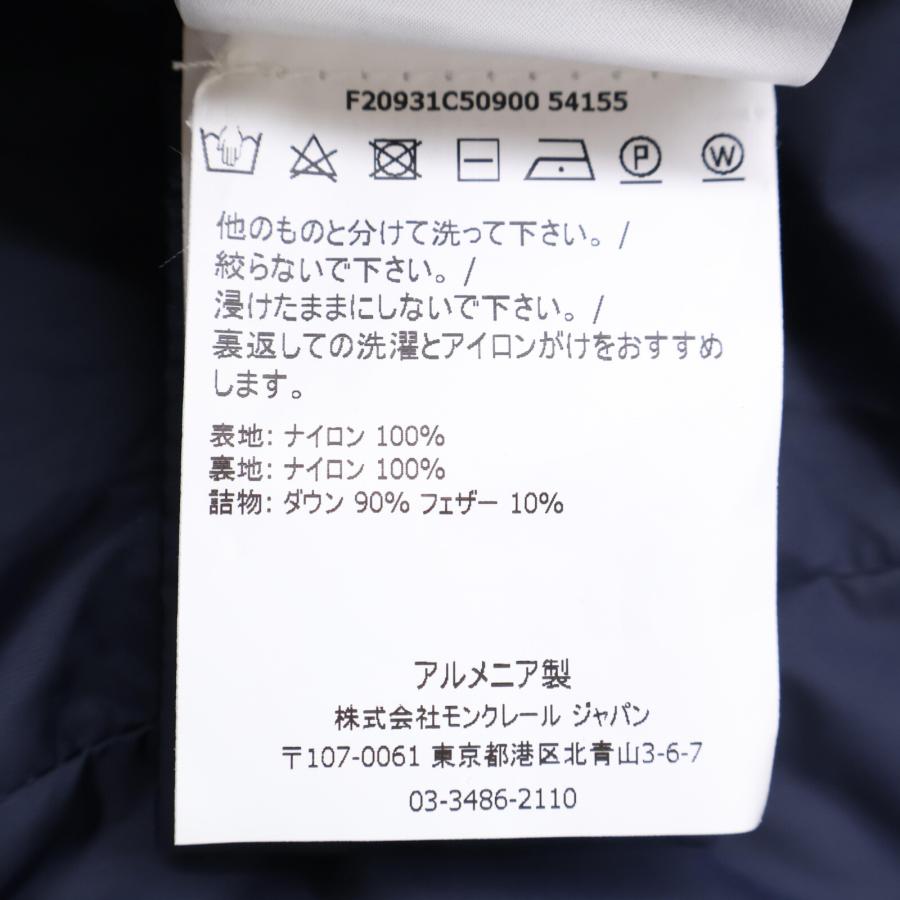 F20931C50900 54155
P W
他のものと分けて洗って下さい。/
絞らないで下さい。/
浸けたままにしないで下さい。/
裏返しての洗濯とアイロンがけをおすすめ
します。
表地: ナイロン 100%
裏地: ナイロン 100%
詰物: ダウン 90% フェザー 10%
アルメニア製
株式会社モンクレール ジャパン
〒107-0061 東京都港区北青山3-6-7
03-3486-2110